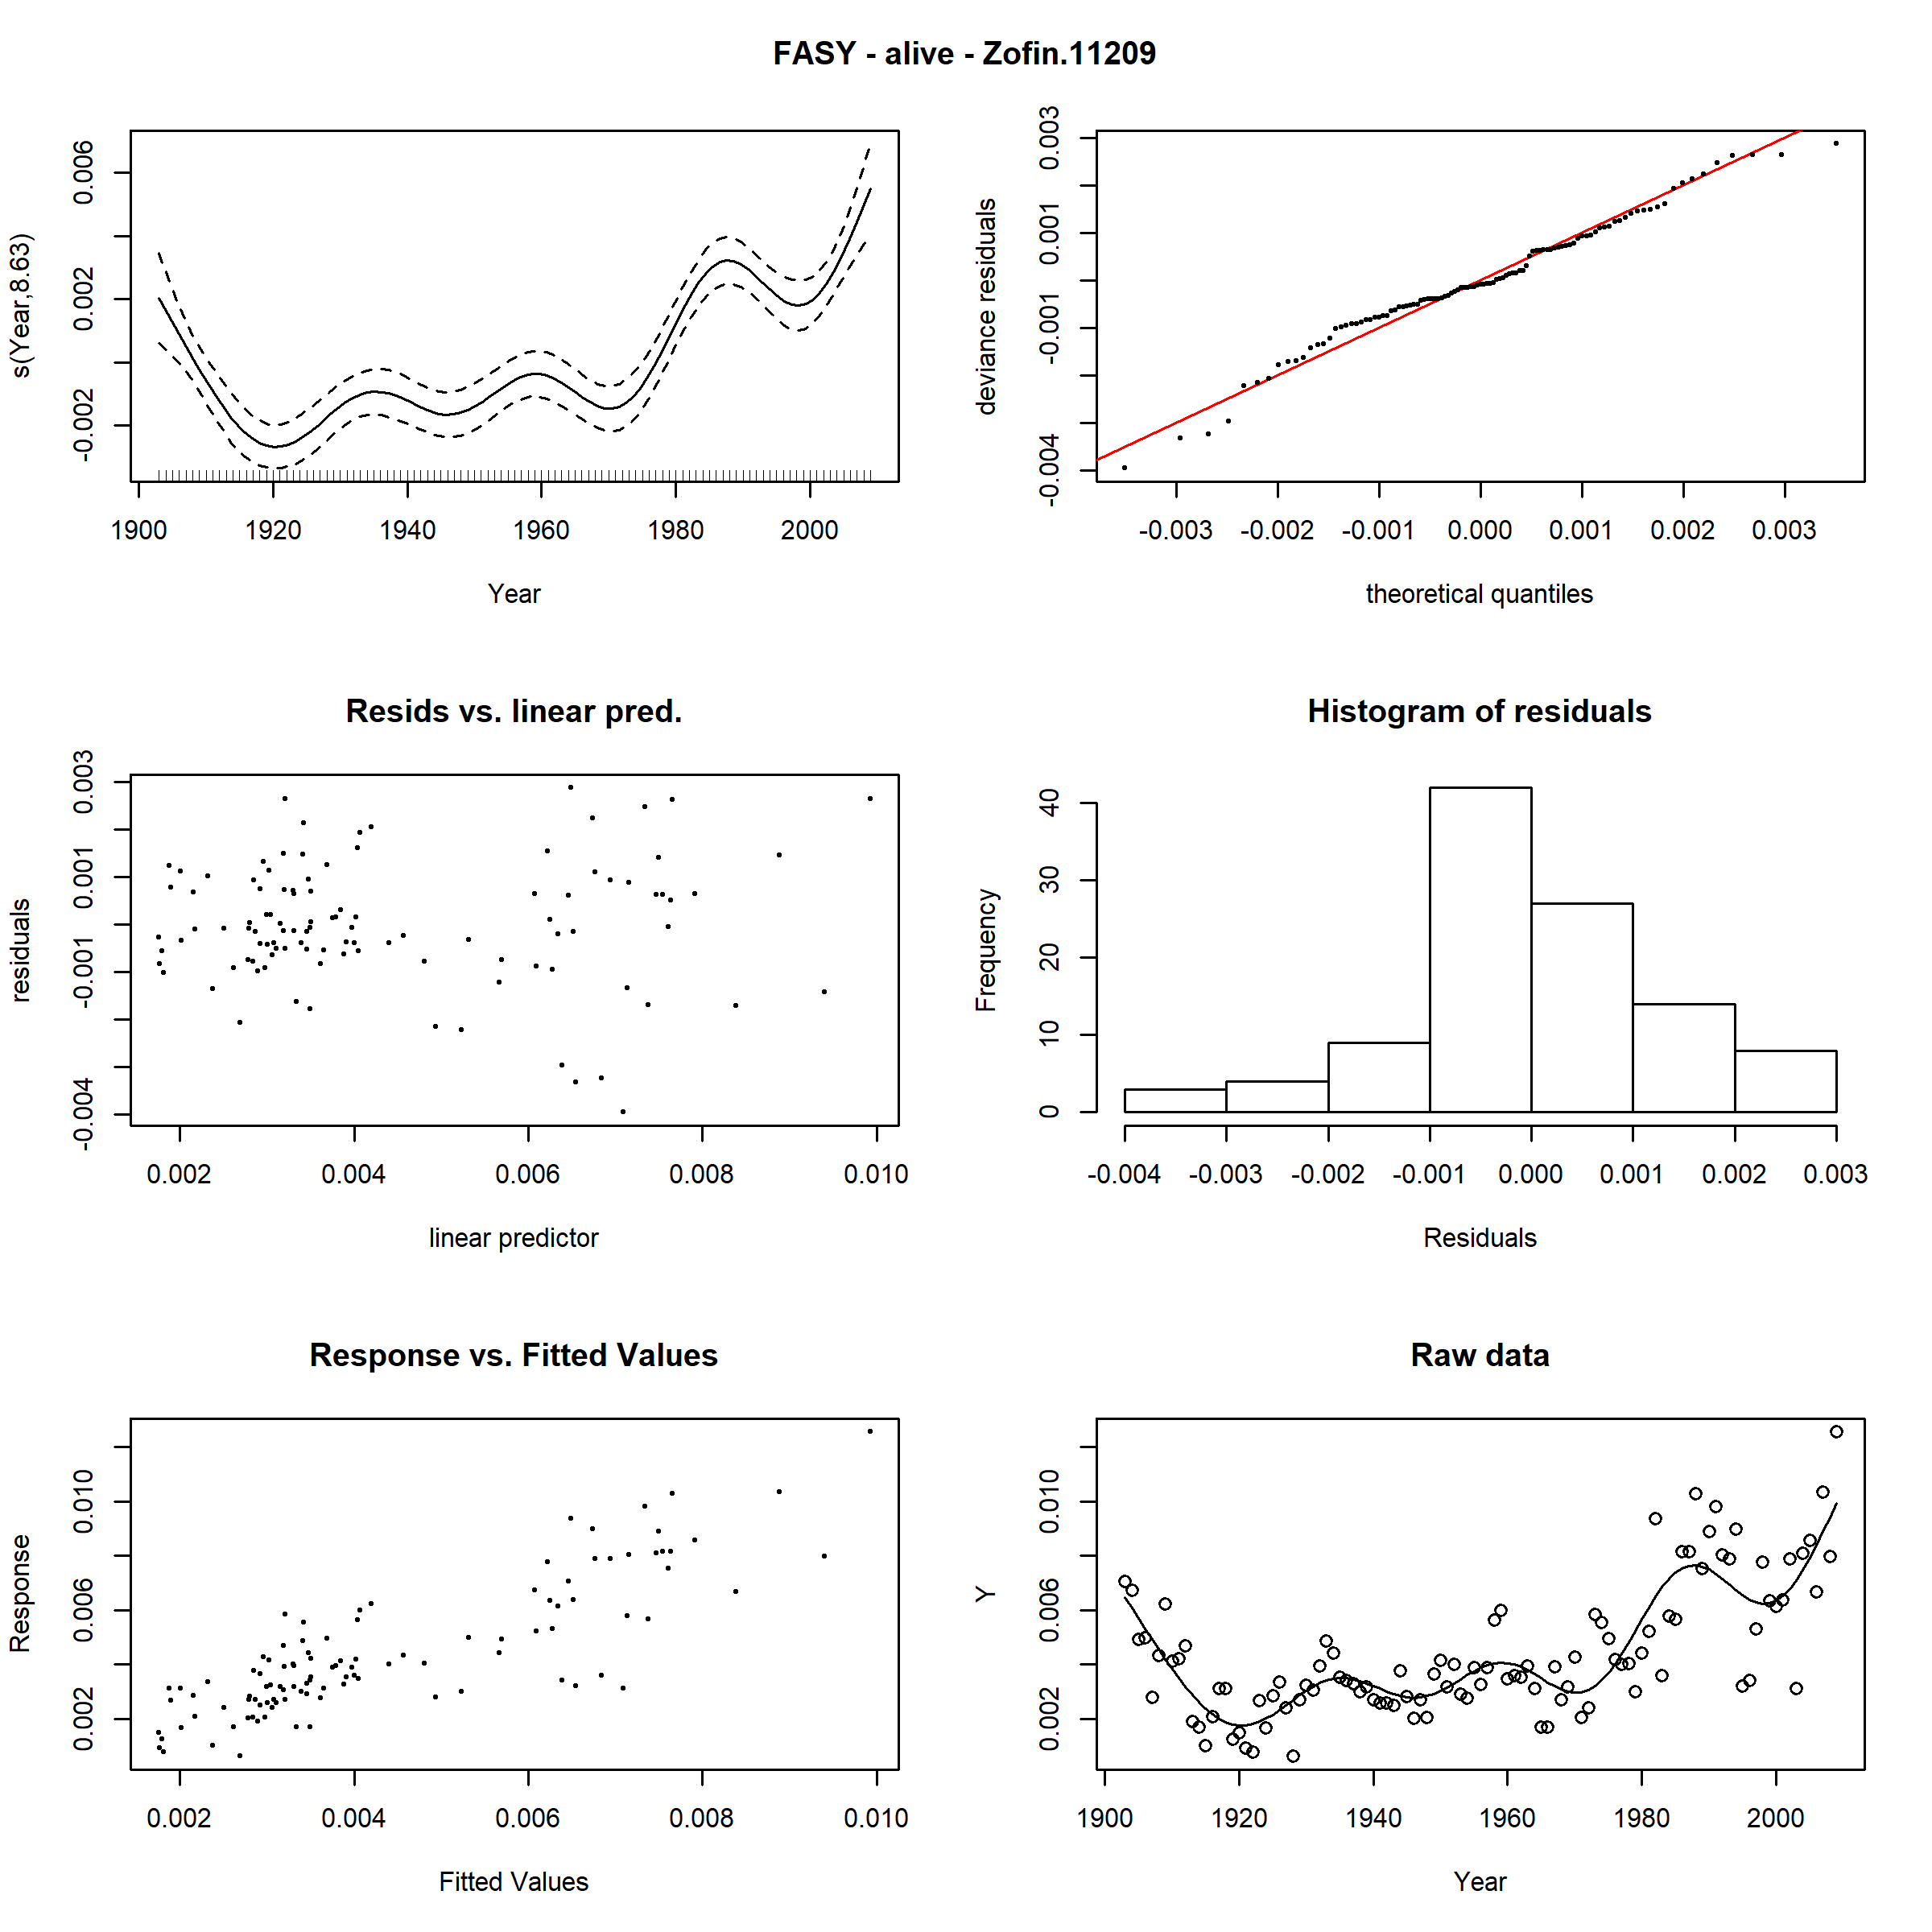 FASY - alive - Zofin.11209
s(Year,8.63)
-0.002 0.002 0.006
1900 1920 1940 1960 1980 2000
Year
deviance residuals
-0.004 -0.001 0.001 0.003
-0.003 -0.002 -0.001 0.000 0.001 0.002 0.003
theoretical quantiles
Resids vs. linear pred.
residuals
-0.004 -0.001 0.001 0.003
0.002 0.004 0.006 0.008 0.010
linear predictor
Histogram of residuals
Frequency
0 10 20 30 40
-0.004 -0.003 -0.002 -0.001 0.000 0.001 0.002 0.003
Residuals
Response vs. Fitted Values
Response
0.002 0.006 0.010
0.002 0.004 0.006 0.008 0.010
Fitted Values
Raw data
Y
0.002 0.006 0.010
1900 1920 1940 1960 1980 2000
Year